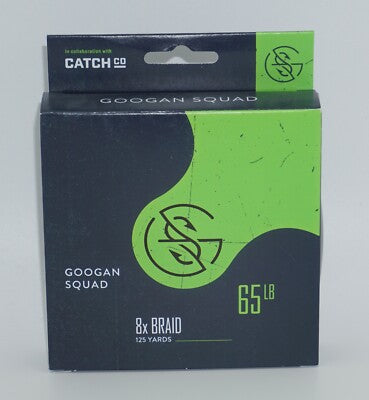 In collaboration with
CATCH CO
GOOGAN SQUAD
GOOGAN
SQUAD
65 LB
8x BRAID
125 YARDS